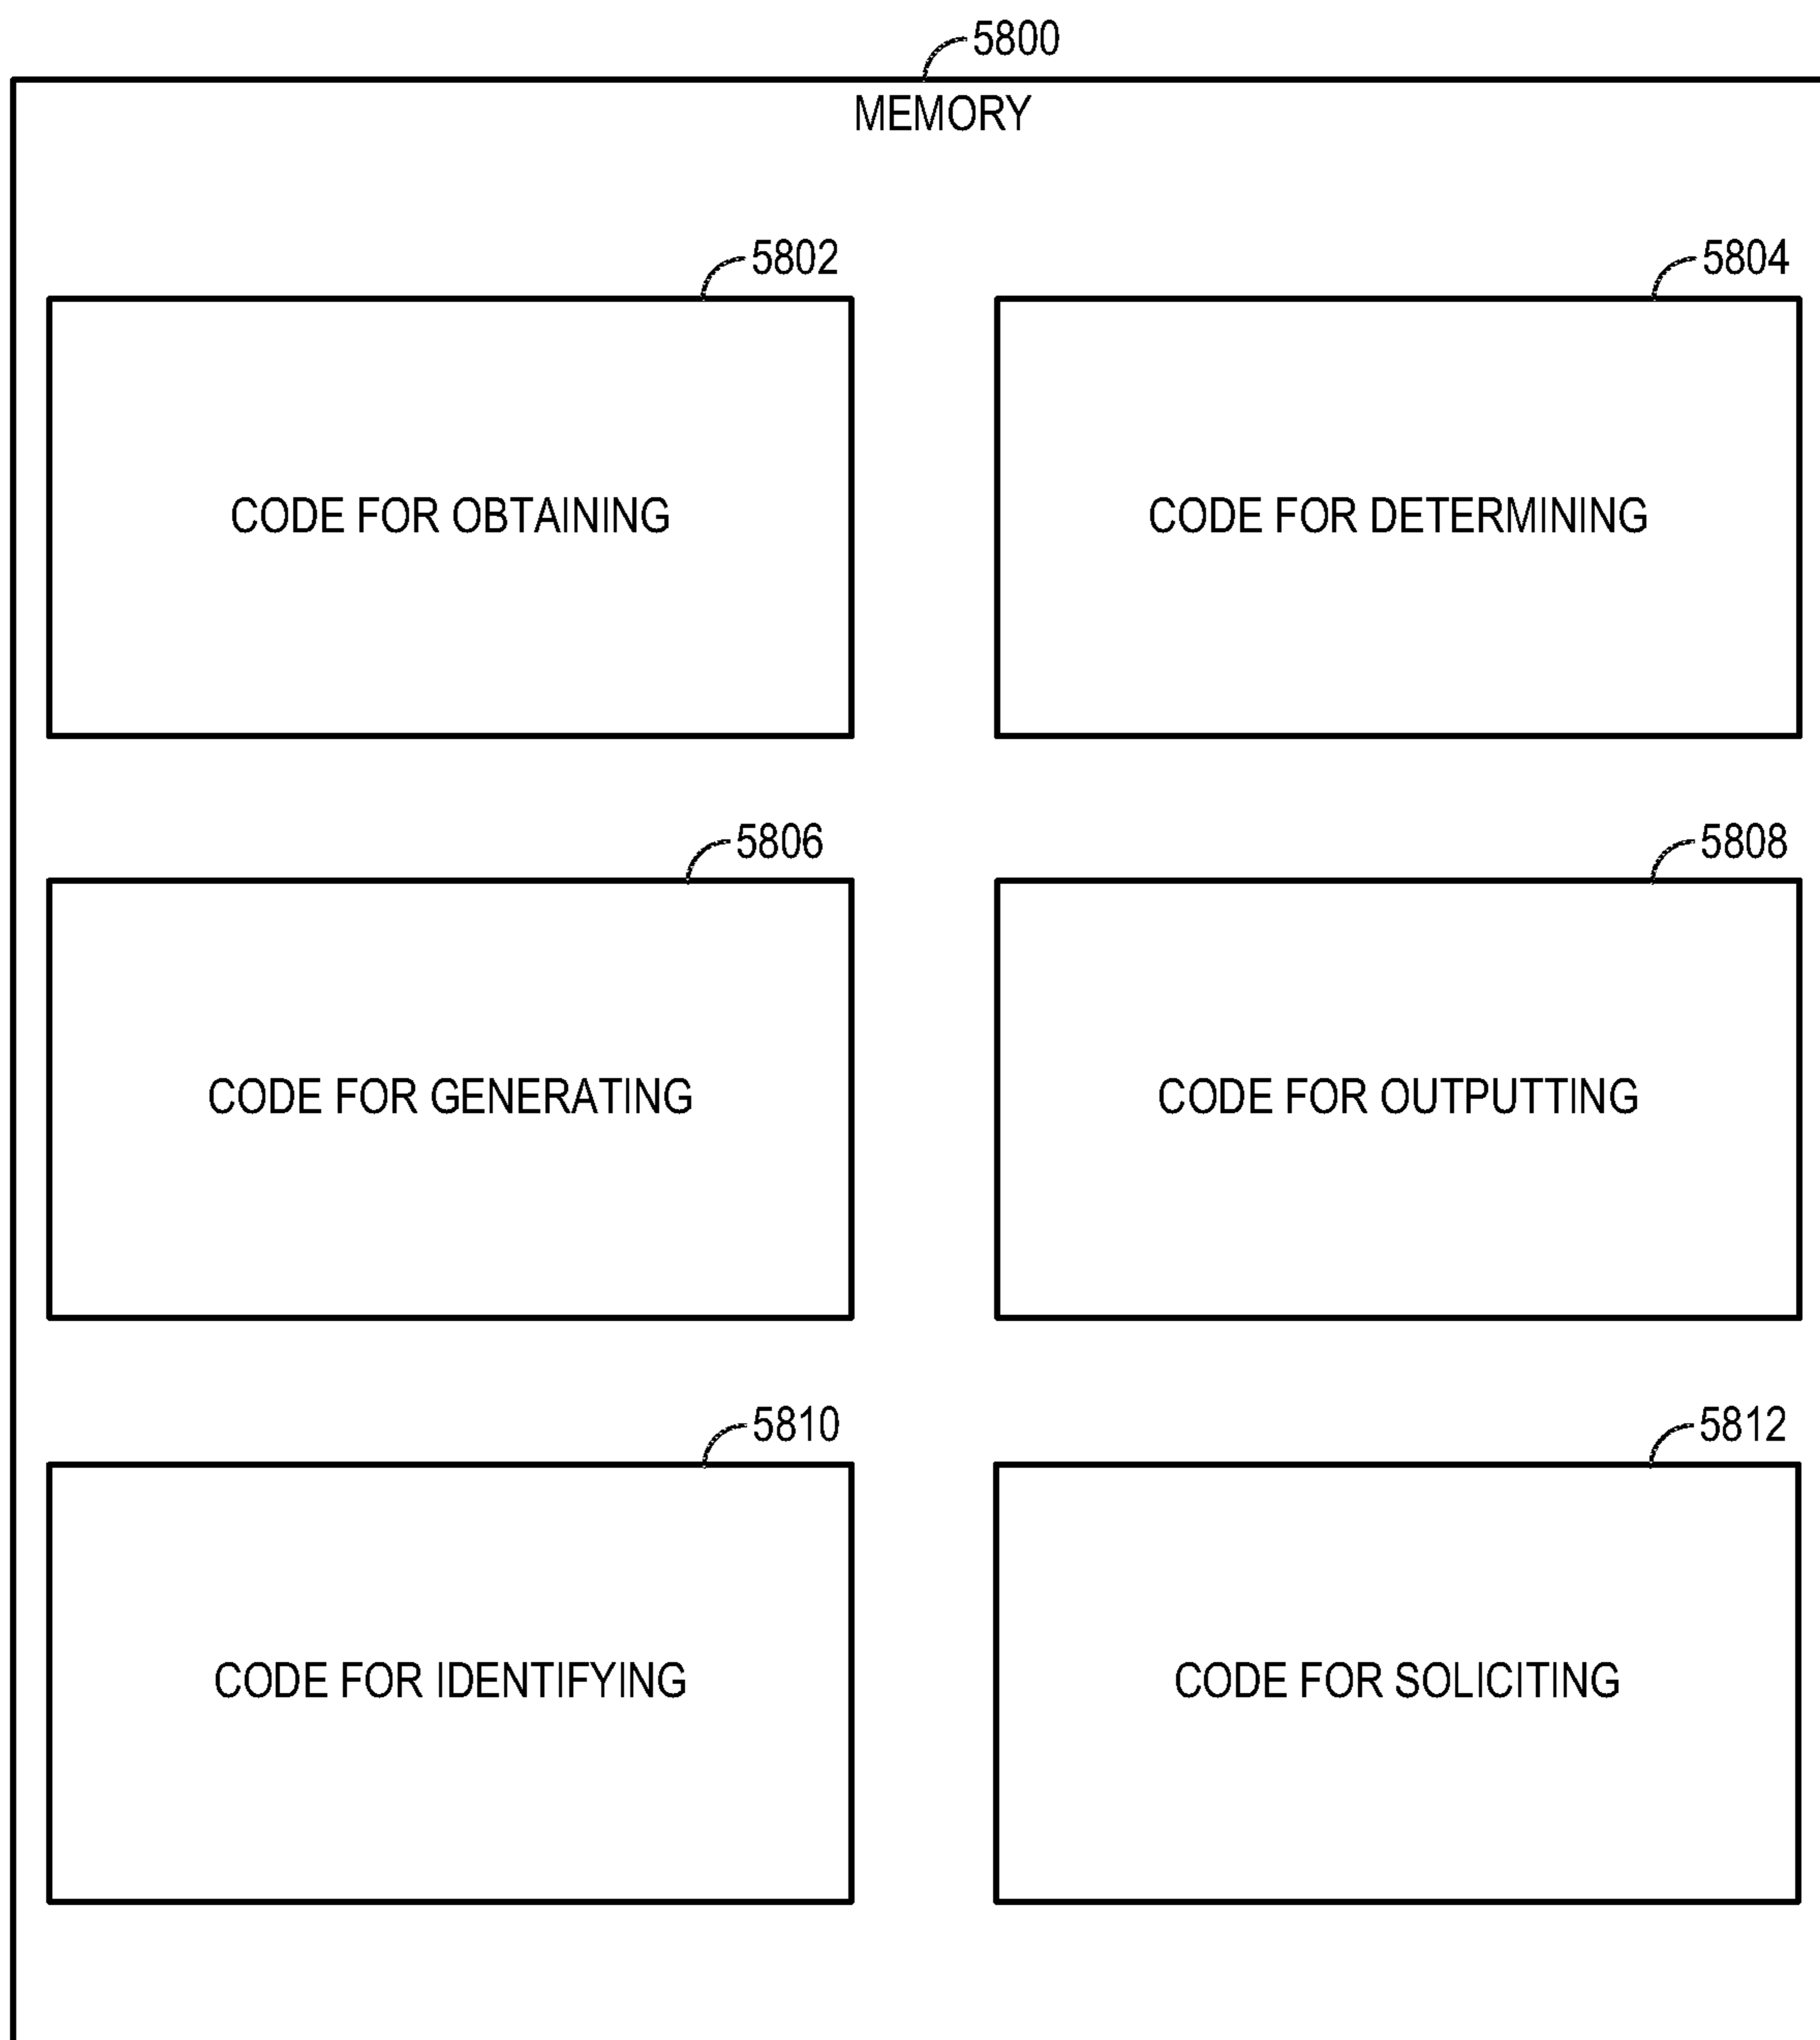 5800
MEMORY
5802
5804
CODE FOR OBTAINING
CODE FOR DETERMINING
5806
5808
CODE FOR GENERATING
CODE FOR OUTPUTTING
5810
5812
CODE FOR IDENTIFYING
CODE FOR SOLICITING